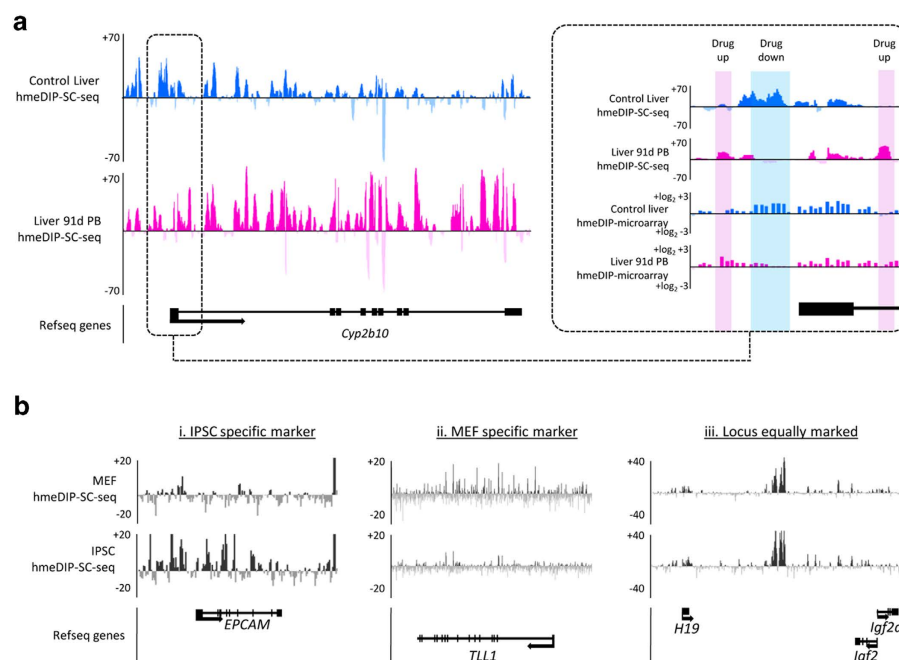 a
+70
Control Liver
hmeDIP-SC-seq
-70
+70
Liver 91d PB
hmeDIP-SC-seq
-70
Refseq genes
Cyp2b10
Drug
up
Drug
down
Drug
up
Control Liver
hmeDIP-SC-seq
+70
-70
Liver 91d PB
hmeDIP-SC-seq
+70
-70
Control liver
hmeDIP-microarray
+log2 +3
+log2 -3
Liver 91d PB
hmeDIP-microarray
+log2 +3
+log2 -3
b
i. IPSC specific marker
ii. MEF specific marker
iii. Locus equally marked
MEF
hmeDIP-SC-seq
+20
-20
+20
-20
+40
-40
IPSC
hmeDIP-SC-seq
+20
-20
+20
-20
+40
-40
Refseq genes
EPCAM
TLL1
H19
Igf2